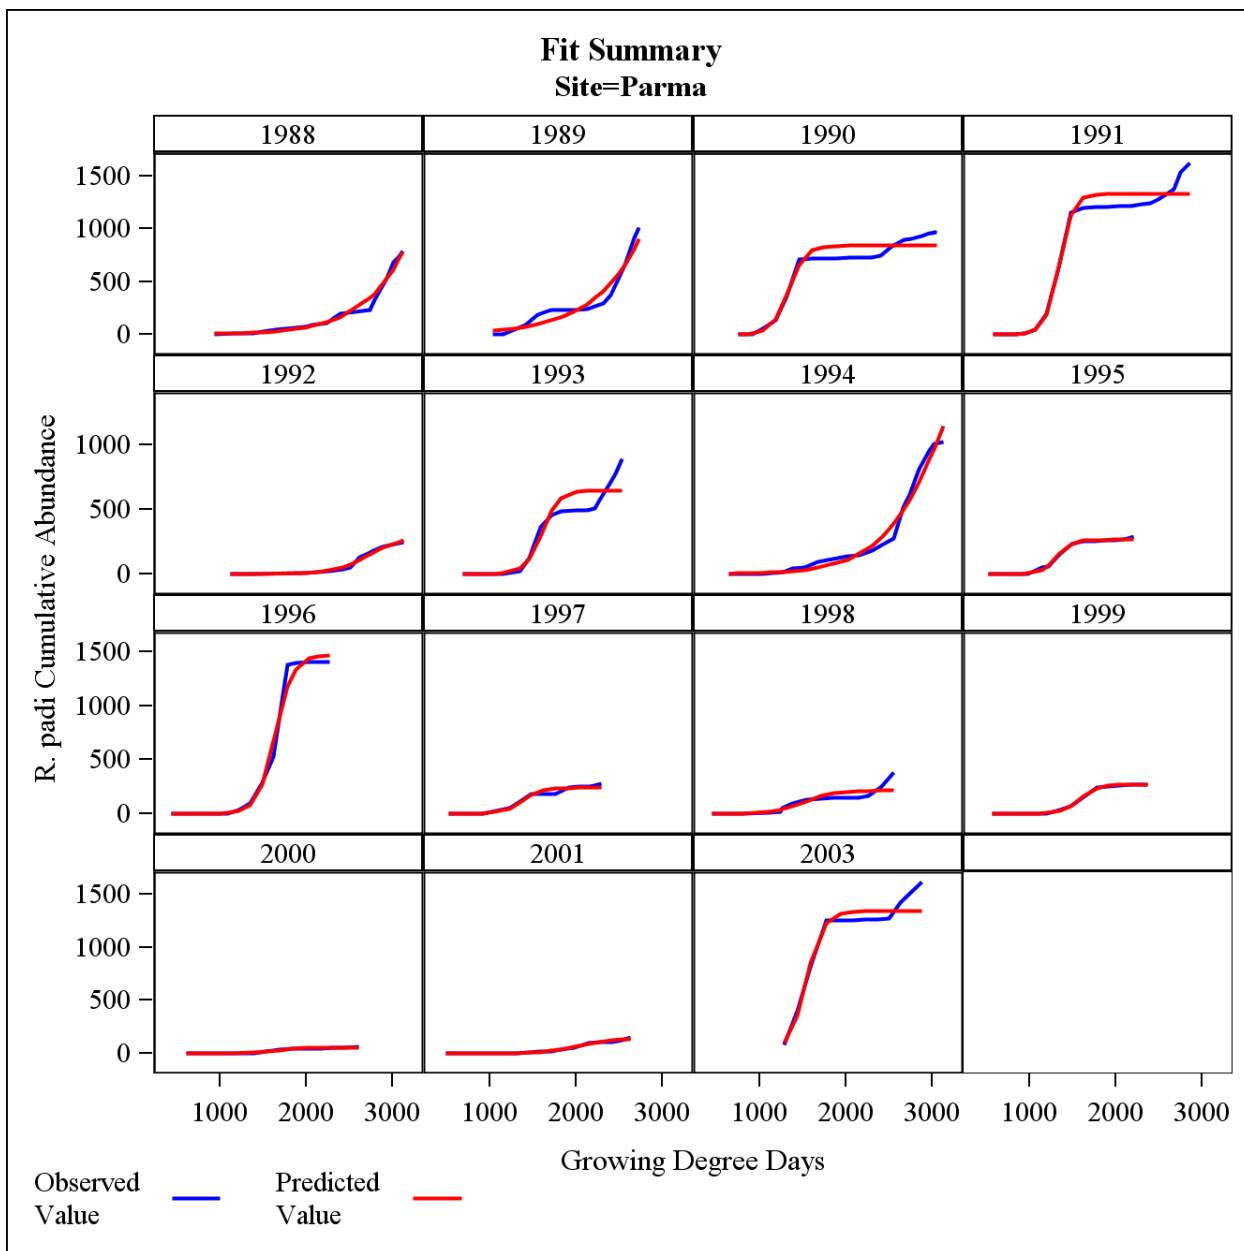 Fit Summary
Site=Parma
1988 1989 1990 1991
1500
1000
500
0
1992 1993 1994 1995
1000
500
0
1996 1997 1998 1999
1500
1000
500
0
2000 2001 2003
1500
1000
500
0
R. padi Cumulative Abundance
1000 2000 3000 1000 2000 3000 1000 2000 3000 1000 2000 3000
Growing Degree Days
Observed Value
Predicted Value